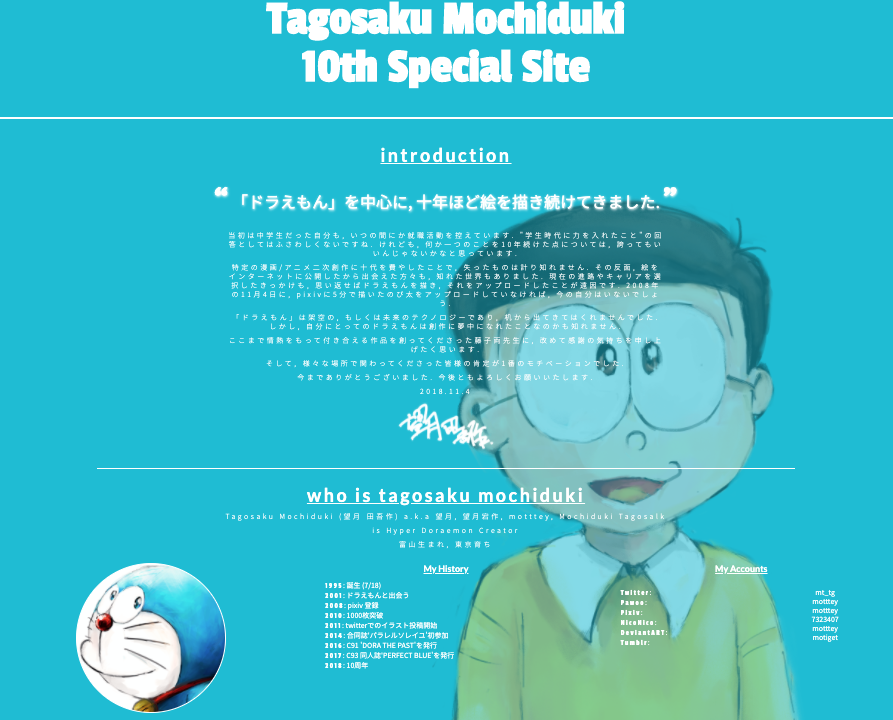 Tagosaku Mochiduki
10th Special Site
introduction
“「ドラえもん」を中心に, 十年ほど絵を描き続けてきました.”
当初は中学生だった自分も, いつの間にか就職活動を控えています. "学生時代に力を入れたこと"の回
答としてはふさわしくないですね. けれども, 何か一つのことを10年続けた点については, 誇ってもい
いんじゃないかなと思っています.
特定の漫画/アニメ二次創作に十代を費やしたことで, 失ったものは計り知れません. その反面, 絵を
インターネットに公開したから出会えた方々も, 知れた世界もありました. 現在の進路やキャリアを選
択したきっかけも, 思い返せばドラえもんを描き, それをアップロードしたことが遠因です. 2008年
の11月4日に, pixivに5分で描いたのび太をアップロードしていなければ, 今の自分はいないでしょ
う.
「ドラえもん」は架空の, もしくは未来のテクノロジーであり, 机から出てきてはくれませんでした.
しかし, 自分にとってのドラえもんは創作に夢中になれたことなのかも知れません.
ここまで情熱をもって付き合える作品を創ってくださった藤子両先生に, 改めて感謝の気持ちを申し上
げたく思います.
そして, 様々な場所で関わってくださった皆様の肯定が1番のモチベーションでした.
今までありがとうございました. 今後ともよろしくお願いいたします.
2018.11.4
who is tagosaku mochiduki
Tagosaku Mochiduki (望月 田吾作) a.k.a 望月, 望月宕作, motttey, Mochiduki Tagosaku
is Hyper Doraemon Creator
富山生まれ, 東京育ち
My History
1995: 誕生 (7/18)
2001: ドラえもんと出会う
2008: pixiv 登録
2010: 1000枚突破
2011: twitterでのイラスト投稿開始
2014: 合同誌'パラレルソレイユ'初参加
2016: C91 'DORA THE PAST'を発行
2017: C93 同人誌'PERFECT BLUE'を発行
2018: 10周年
My Accounts
Twitter: mt_tg
Pawoo: motttey
Pixiv: motttey
NicoNico: 7323407
DeviantART: motttey
Tumblr: motiget